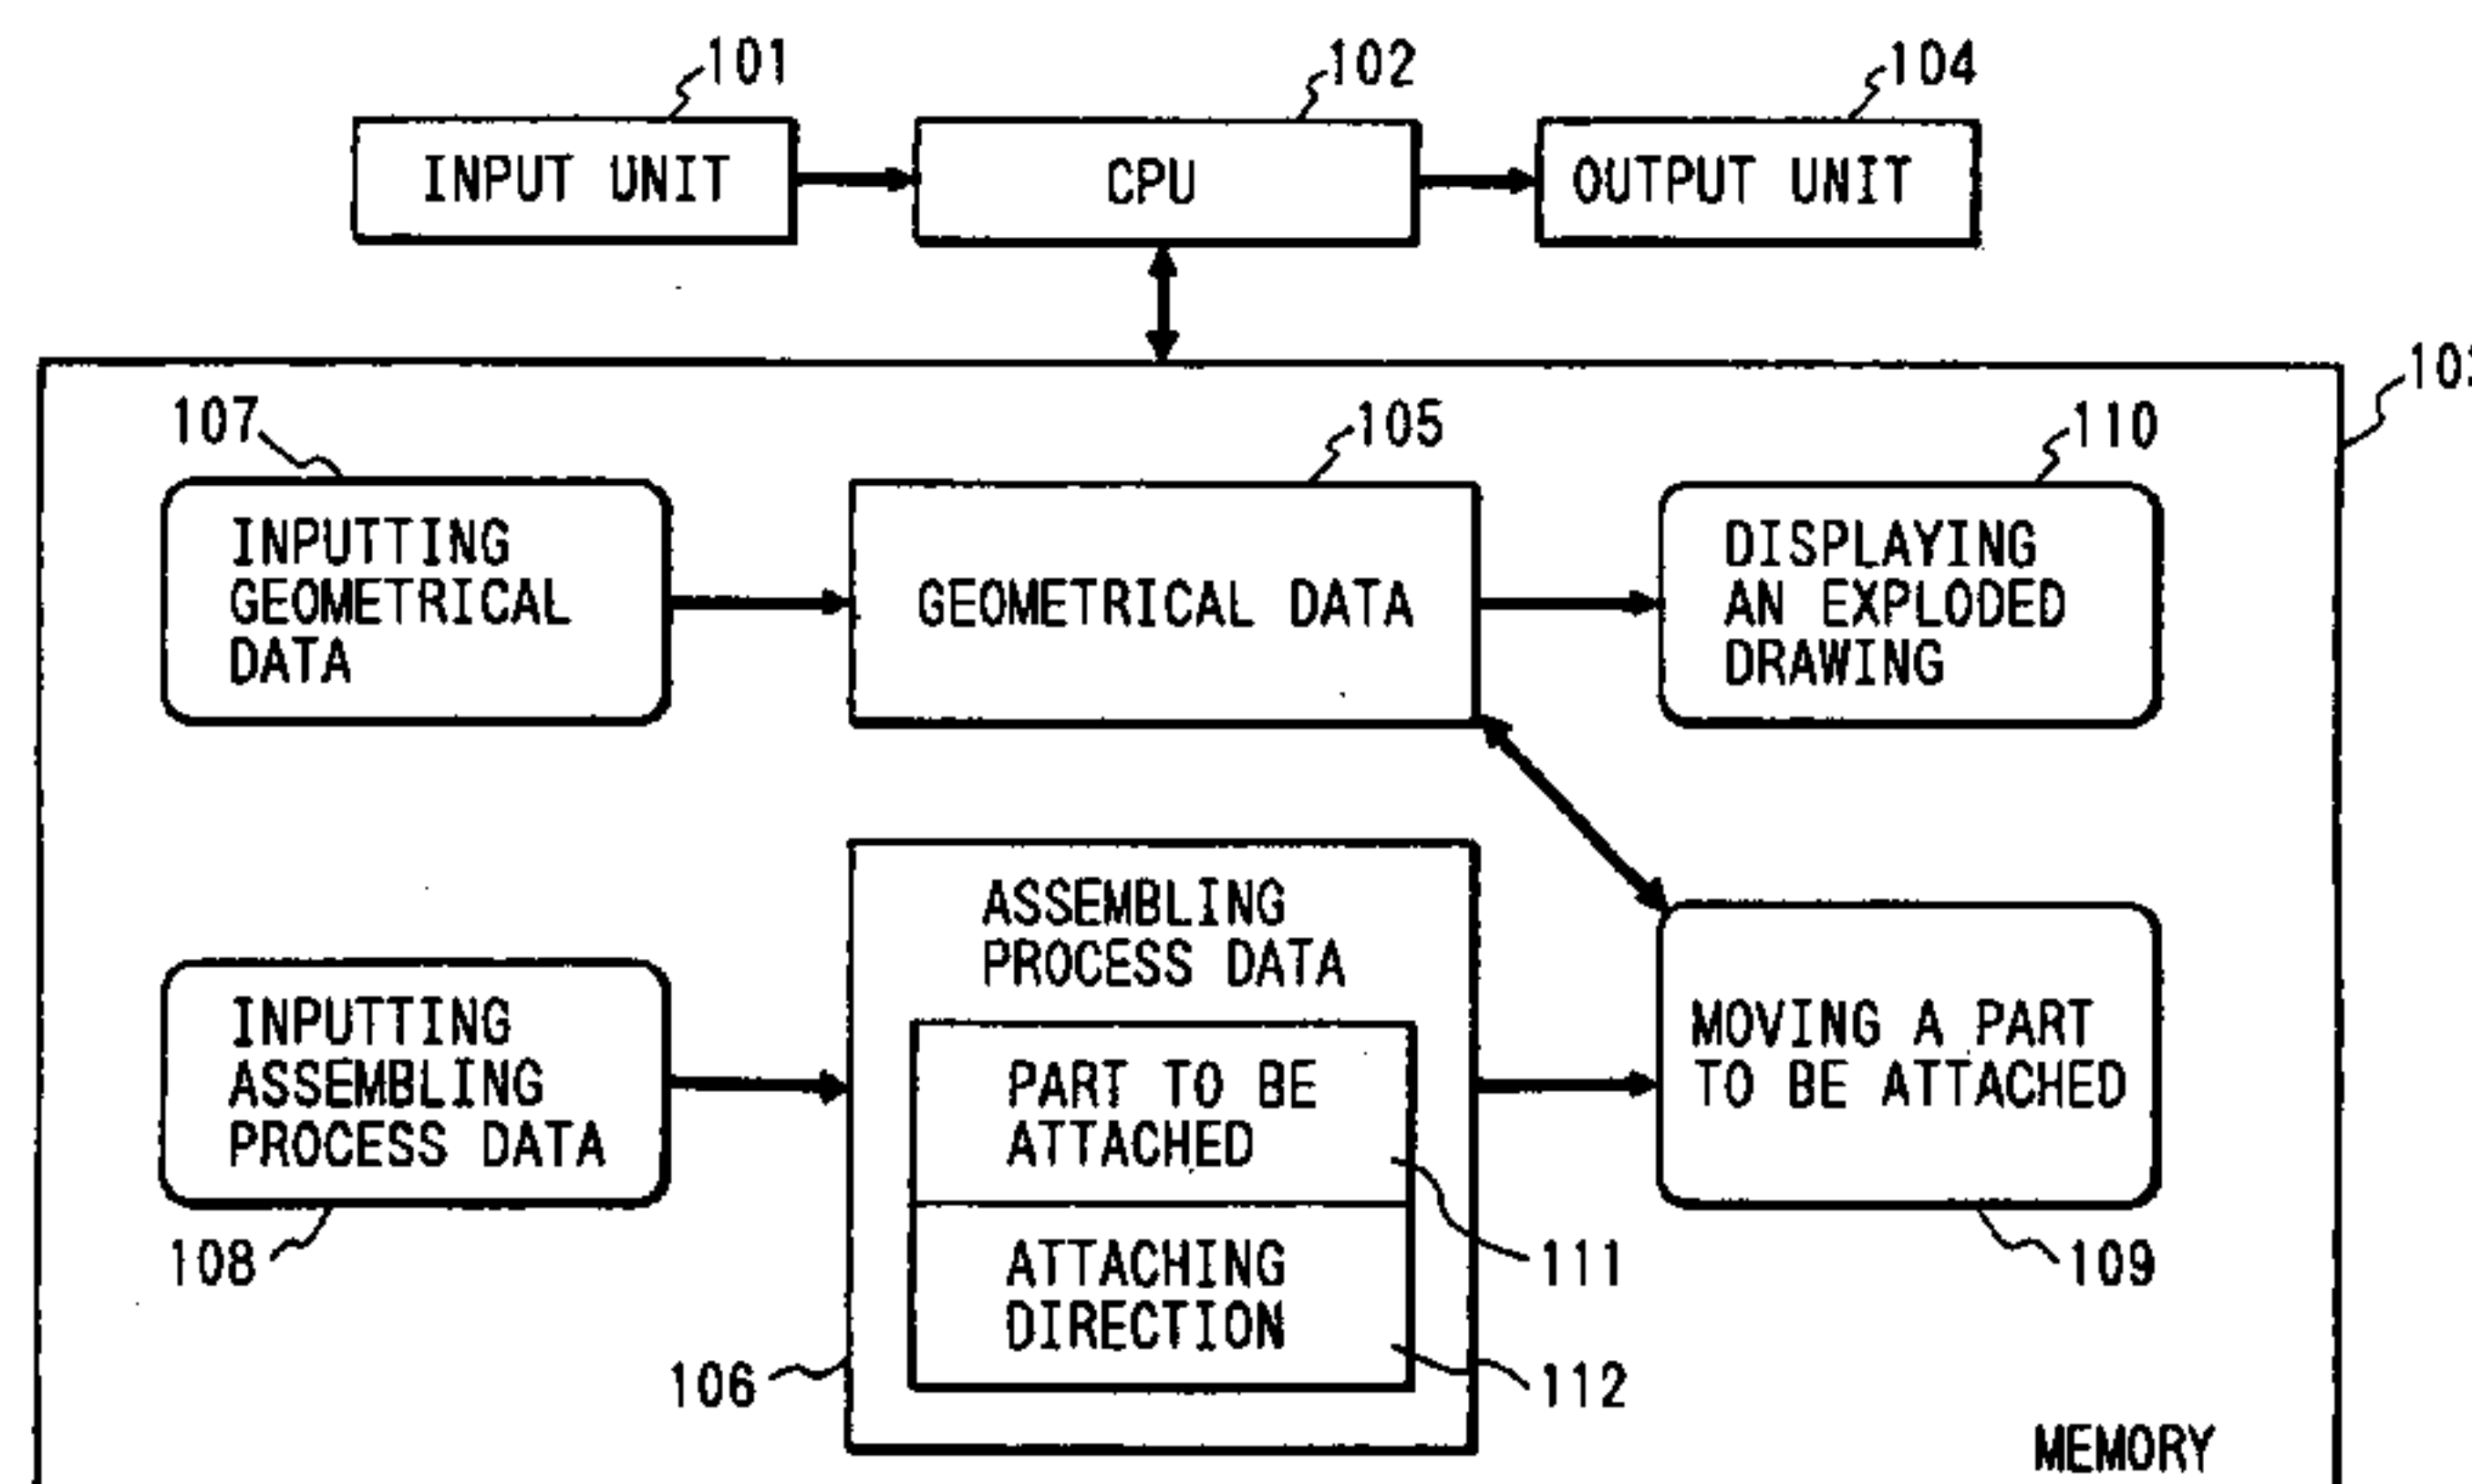 101
102
104
INPUT UNIT
CPU
OUTPUT UNIT
107
105
110
INPUTTING
GEOMETRICAL
DATA
GEOMETRICAL DATA
DISPLAYING
AN EXPLODED
DRAWING
INPUTTING
ASSEMBLING
PROCESS DATA
108
ASSEMBLING
PROCESS DATA
PART TO BE
ATTACHED
ATTACHING
DIRECTION
106
111
112
MOVING A PART
TO BE ATTACHED
109
MEMORY